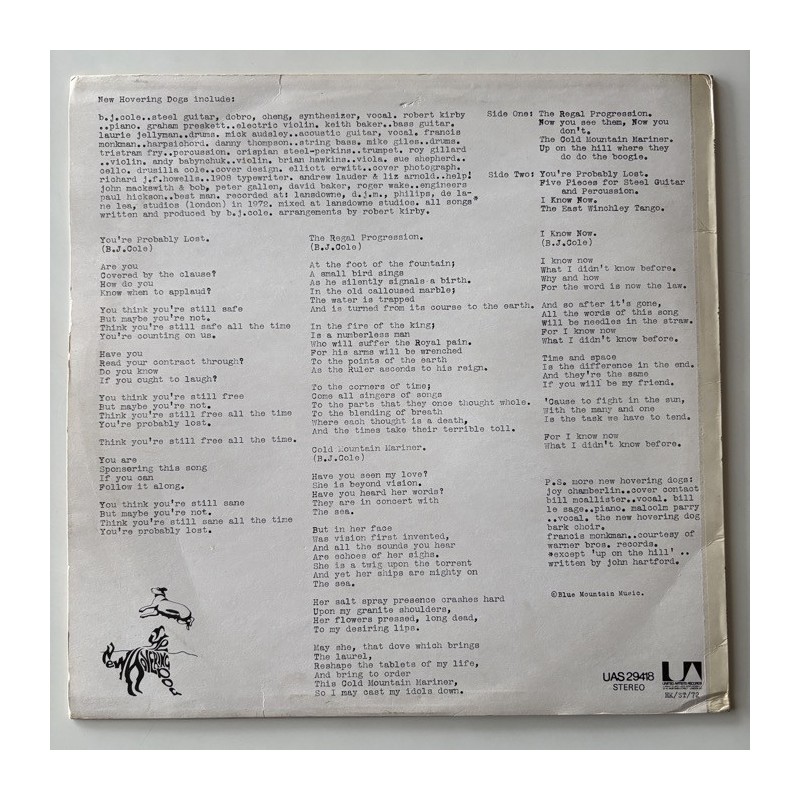 New Hovering Dogs include:
b.j.cole..steel guitar, dobro, cheng, synthesizer, vocal. robert kirby
..piano. graham preskett..electric violin. keith baker..bass guitar.
laurie jellyman..drums. mick audsley..acoustic guitar, vocal. francis
monkman..harpsichord. danny thompson..string bass. mike giles..drums.
tristram fry..percussion. crispian steel-perkins..trumpet. roy gillard
..violin. andy babynchuk..violin. brian hawkins..viola. sue shepherd..
cello. drusilla cole..cover design. elliott erwitt..cover photograph.
richard j.f.howells..1908 typewriter. andrew lauder & liz arnold..help!
john mackswith & bob, peter gallen, david baker, roger wake..engineers
paul hickson..best man. recorded at: lansdowne, d.j.m., philips, de la-
ne lea, studios (london) in 1972. mixed at lansdowne studios. all songs*
written and produced by b.j.cole. arrangements by robert kirby.
Side One: The Regal Progression.
Now you see them, Now you
don't.
The Cold Mountain Mariner.
Up on the hill where they
do do the boogie.
Side Two: You're Probably Lost.
Five Pieces for Steel Guitar
and Percussion.
I Know Now.
The East Winchley Tango.
You're Probably Lost.
(B.J.Cole)
Are you
Covered by the clause?
How do you
Know when to applaud?
You think you're still safe
But maybe you're not.
Think you're still safe all the time
You're counting on us.
Have you
Read your contract through?
Do you know
If you ought to laugh?
You think you're still free
But maybe you're not.
Think you're still free all the time
You're probably lost.
Think you're still free all the time.
You are
Sponsering this song
If you can
Follow it along.
You think you're still sane
But maybe you're not.
Think you're still sane all the time
You're probably lost.
The Regal Progression.
(B.J.Cole)
At the foot of the fountain;
A small bird sings
As he silently signals a birth.
In the old calloused marble;
The water is trapped
And is turned from its course to the earth.
In the fire of the king;
Is a numberless man
Who will suffer the Royal pain.
For his arms will be wrenched
To the points of the earth
As the Ruler ascends to his reign.
To the corners of time;
Come all singers of songs
To the parts that they once thought whole.
To the blending of breath
Where each thought is a death,
And the times take their terrible toll.
Cold Mountain Mariner.
(B.J.Cole)
Have you seen my love?
She is beyond vision.
Have you heard her words?
They are in concert with
The sea.
But in her face
Was vision first invented,
And all the sounds you hear
Are echoes of her sighs.
She is a twig upon the torrent
And yet her ships are mighty on
The sea.
Her salt spray presence crashes hard
Upon my granite shoulders,
Her flowers pressed, long dead,
To my desiring lips.
May she, that dove which brings
The laurel,
Reshape the tablets of my life,
And bring to order
This Cold Mountain Mariner,
So I may cast my idols down.
I Know Now.
(B.J.Cole)
I know now
What I didn't know before.
Why and how
For the word is now the law.
And so after it's gone,
All the words of this song
Will be needles in the straw.
For I know now
What I didn't know before.
Time and space
Is the difference in the end.
And they're the same
If you will be my friend.
'Cause to fight in the sun,
With the many and one
Is the task we have to tend.
For I know now
What I didn't know before.
P.S. more new hovering dogs:
joy chamberlin..cover contact
bill mcallister..vocal. bill
le sage..piano. malcolm parry
..vocal. the new hovering dog
bark choir.
francis monkman..courtesy of
warner bros. records.
*except 'up on the hill' ..
written by john hartford.
©Blue Mountain Music.
New Hovering Dog
UAS 29418
STEREO
UA
UNITED ARTISTS RECORDS